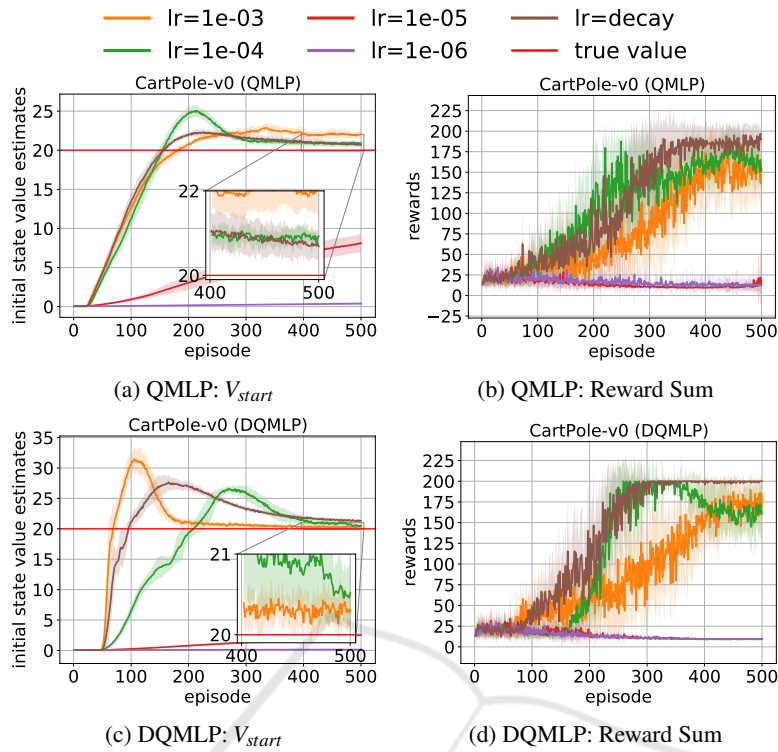 lr=1e-03 lr=1e-05 lr=decay
lr=1e-04 lr=1e-06 true value
CartPole-v0 (QMLP)
initial state value estimates
25
20
15
10
5
0
22
20
400 500
0 100 200 300 400 500
episode
(a) QMLP: V_start
CartPole-v0 (QMLP)
rewards
225
200
175
150
125
100
75
50
25
0
−25
0 100 200 300 400 500
episode
(b) QMLP: Reward Sum
CartPole-v0 (DQMLP)
initial state value estimates
35
30
25
20
15
10
5
0
21
20
400 500
0 100 200 300 400 500
episode
(c) DQMLP: V_start
CartPole-v0 (DQMLP)
rewards
225
200
175
150
125
100
75
50
25
0
0 100 200 300 400 500
episode
(d) DQMLP: Reward Sum